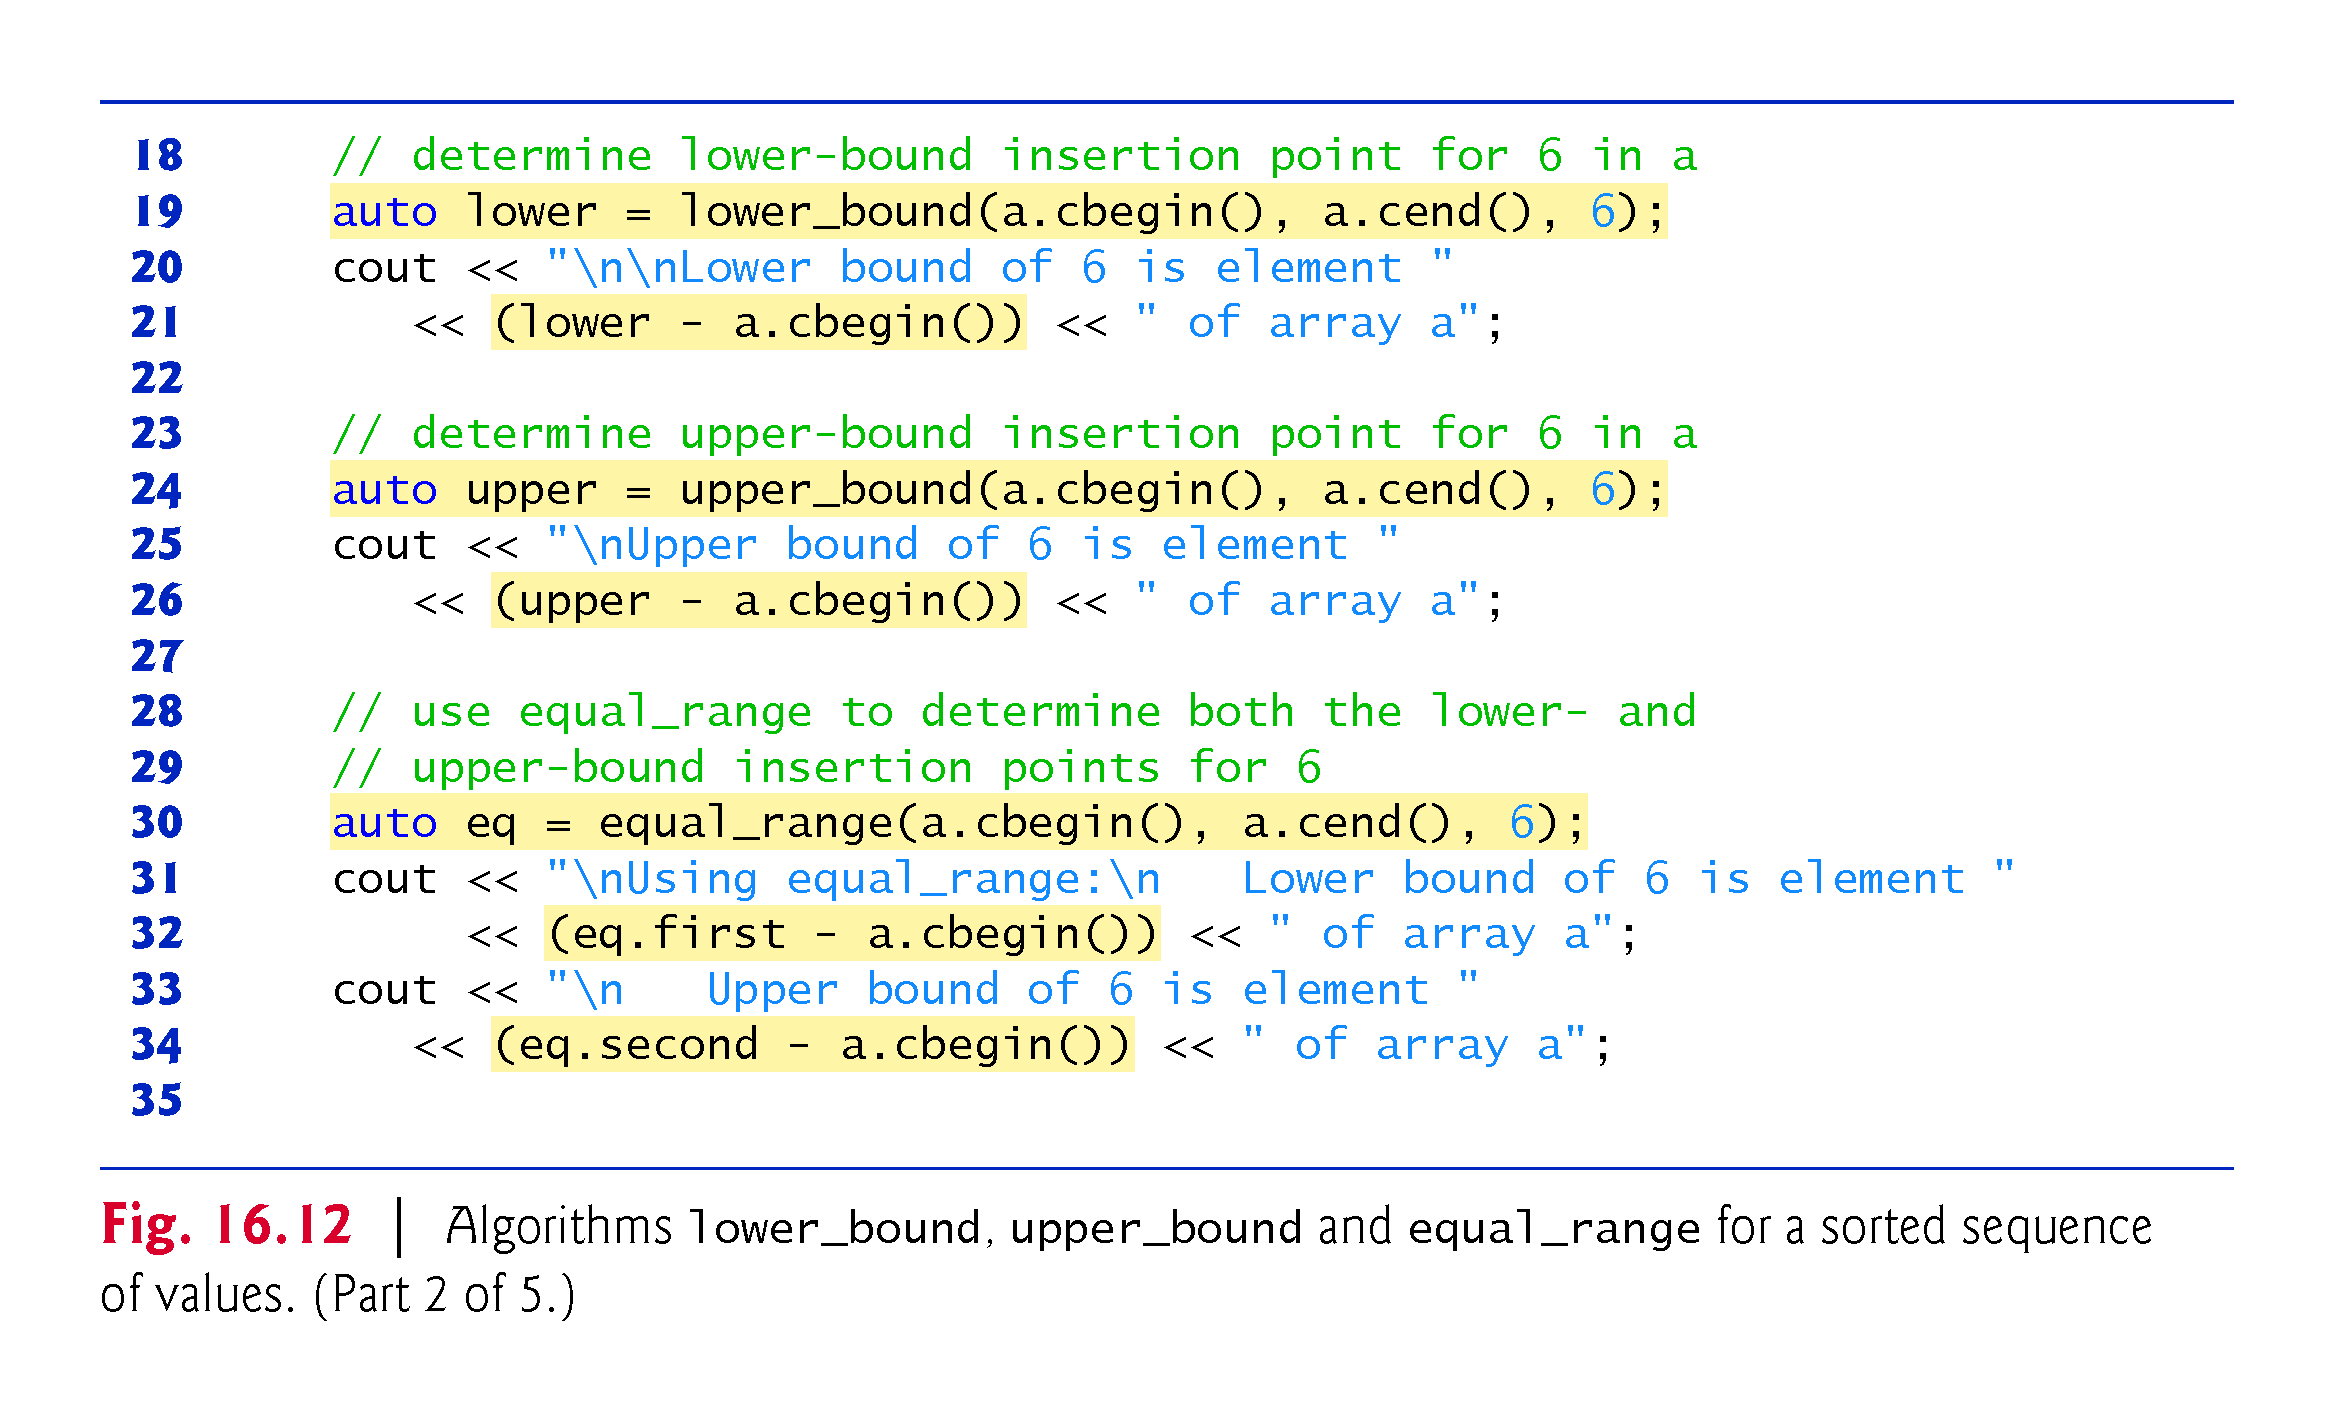 18 // determine lower-bound insertion point for 6 in a
19 auto lower = lower_bound(a.cbegin(), a.cend(), 6);
20 cout << "\n\nLower bound of 6 is element "
21    << (lower - a.cbegin()) << " of array a";
22
23 // determine upper-bound insertion point for 6 in a
24 auto upper = upper_bound(a.cbegin(), a.cend(), 6);
25 cout << "\nUpper bound of 6 is element "
26    << (upper - a.cbegin()) << " of array a";
27
28 // use equal_range to determine both the lower- and
29 // upper-bound insertion points for 6
30 auto eq = equal_range(a.cbegin(), a.cend(), 6);
31 cout << "\nUsing equal_range:\n   Lower bound of 6 is element "
32      << (eq.first - a.cbegin()) << " of array a";
33 cout << "\n   Upper bound of 6 is element "
34    << (eq.second - a.cbegin()) << " of array a";
35
Fig. 16.12 | Algorithms lower_bound, upper_bound and equal_range for a sorted sequence
of values. (Part 2 of 5.)